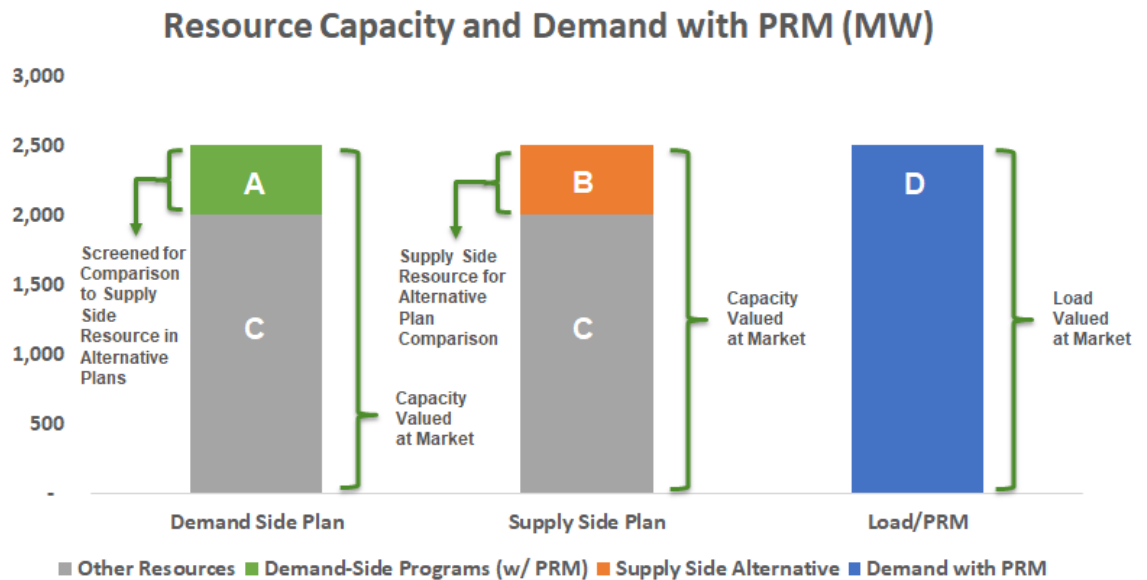 Resource Capacity and Demand with PRM (MW)
3,000
2,500
2,000
1,500
1,000
500
-
A
C
Screened for
Comparison
to Supply
Side
Resource in
Alternative
Plans
Capacity
Valued
at Market
B
C
Supply Side
Resource for
Alternative
Plan
Comparison
Capacity
Valued
at Market
D
Load
Valued
at Market
Demand Side Plan
Supply Side Plan
Load/PRM
Other Resources
Demand-Side Programs (w/ PRM)
Supply Side Alternative
Demand with PRM